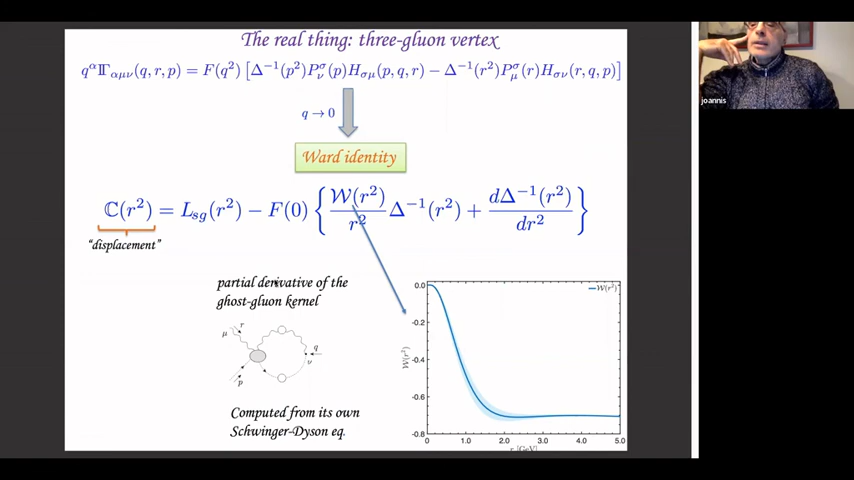 The real thing: three-gluon vertex
q^α Γ_{αμν}(q, r, p) = F(q²) [Δ⁻¹(p²)P^σ_ν(p)H_{σμ}(p, q, r) − Δ⁻¹(r²)P^σ_μ(r)H_{σν}(r, q, p)]
q → 0
Ward identity
ℂ(r²) = L_{sg}(r²) − F(0) { 𝒲(r²)/r² Δ⁻¹(r²) + dΔ⁻¹(r²)/dr² }
"displacement"
partial derivative of the
ghost-gluon kernel
μ r q υ p
Computed from its own
Schwinger-Dyson eq.
𝒲(r²)
0.0
-0.2
-0.4
-0.6
-0.8
𝒲(r²)
0 1.0 2.0 3.0 4.0 5.0
r [GeV]
joannis